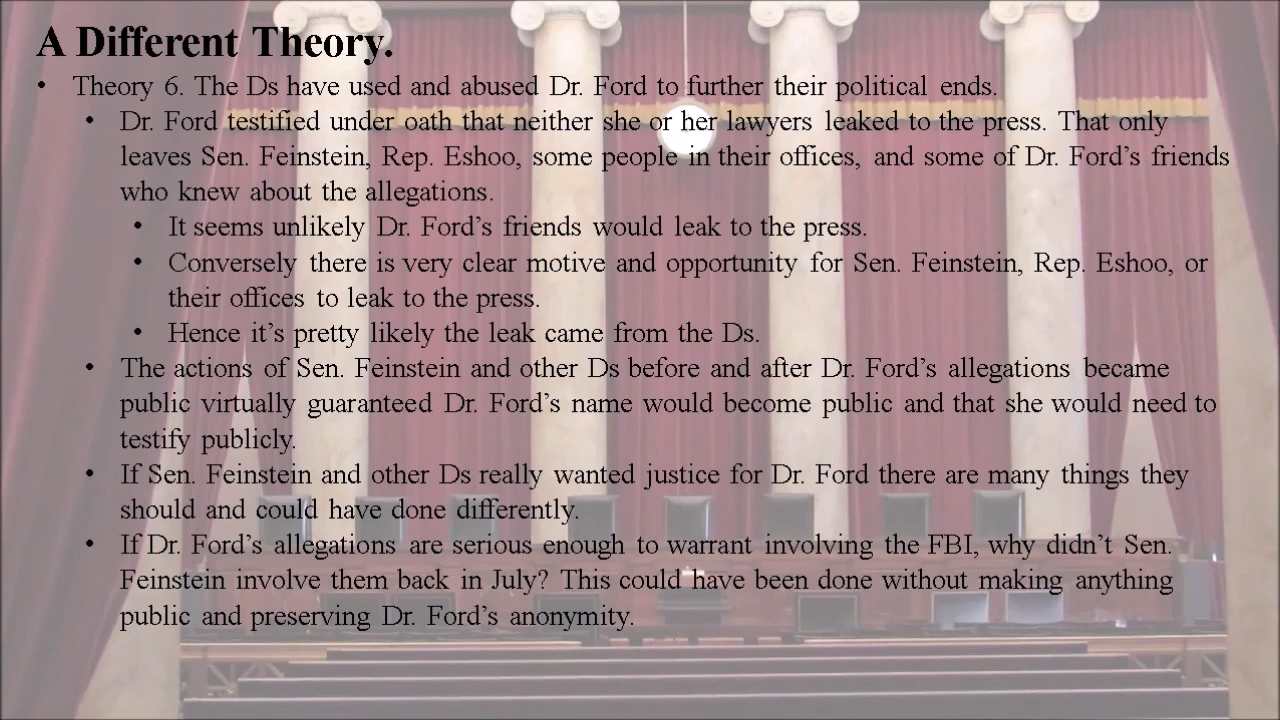 A Different Theory.
• Theory 6. The Ds have used and abused Dr. Ford to further their political ends.
• Dr. Ford testified under oath that neither she or her lawyers leaked to the press. That only
leaves Sen. Feinstein, Rep. Eshoo, some people in their offices, and some of Dr. Ford’s friends
who knew about the allegations.
• It seems unlikely Dr. Ford’s friends would leak to the press.
• Conversely there is very clear motive and opportunity for Sen. Feinstein, Rep. Eshoo, or
their offices to leak to the press.
• Hence it’s pretty likely the leak came from the Ds.
• The actions of Sen. Feinstein and other Ds before and after Dr. Ford’s allegations became
public virtually guaranteed Dr. Ford’s name would become public and that she would need to
testify publicly.
• If Sen. Feinstein and other Ds really wanted justice for Dr. Ford there are many things they
should and could have done differently.
• If Dr. Ford’s allegations are serious enough to warrant involving the FBI, why didn’t Sen.
Feinstein involve them back in July? This could have been done without making anything
public and preserving Dr. Ford’s anonymity.